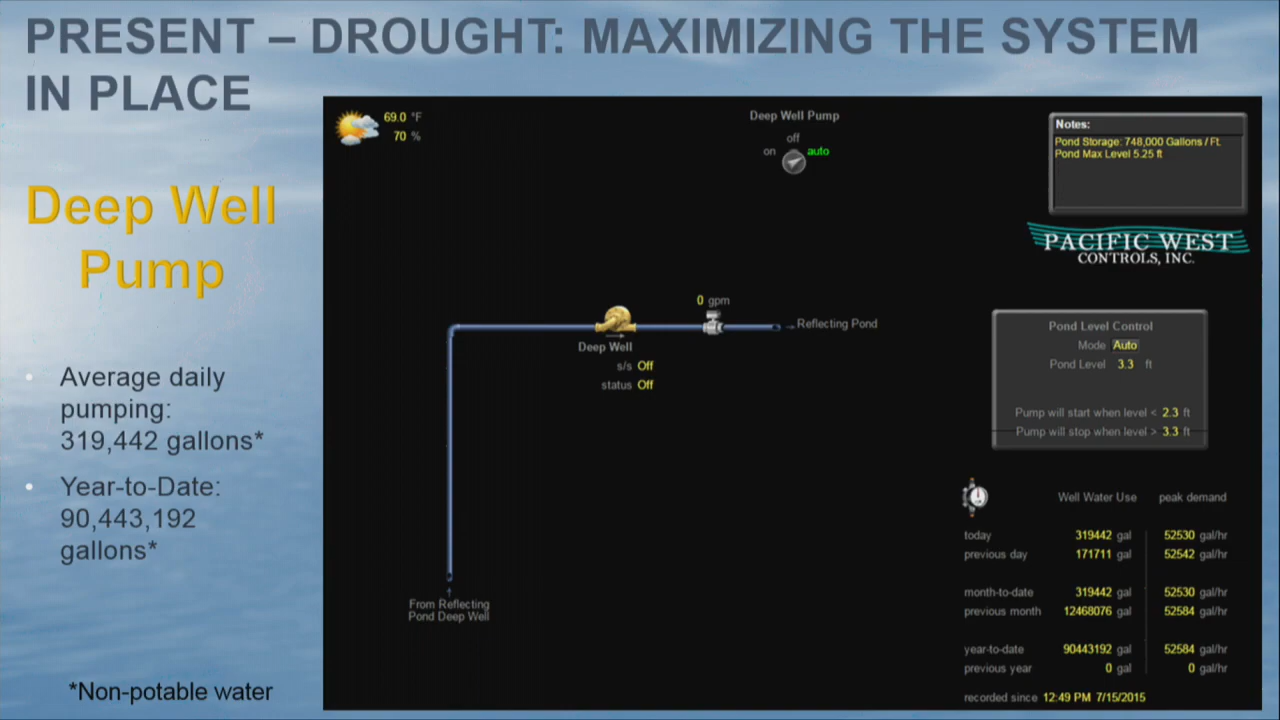 PRESENT – DROUGHT: MAXIMIZING THE SYSTEM
IN PLACE
Deep Well
Pump
• Average daily
pumping:
319,442 gallons*
• Year-to-Date:
90,443,192
gallons*
*Non-potable water
69.0 °F
70 %
Deep Well Pump
off
on auto
Notes:
Pond Storage: 748,000 Gallons / Ft.
Pond Max Level 5.25 ft
PACIFIC WEST
CONTROLS, INC.
0 gpm
→ Reflecting Pond
Deep Well
s/s Off
status Off
From Reflecting
Pond Deep Well
Pond Level Control
Mode Auto
Pond Level 3.3 ft
Pump will start when level < 2.3 ft
Pump will stop when level > 3.3 ft
Well Water Use peak demand
today 319442 gal 52530 gal/hr
previous day 171711 gal 52542 gal/hr
month-to-date 319442 gal 52530 gal/hr
previous month 12468076 gal 52584 gal/hr
year-to-date 90443192 gal 52584 gal/hr
previous year 0 gal 0 gal/hr
recorded since 12:49 PM 7/15/2015